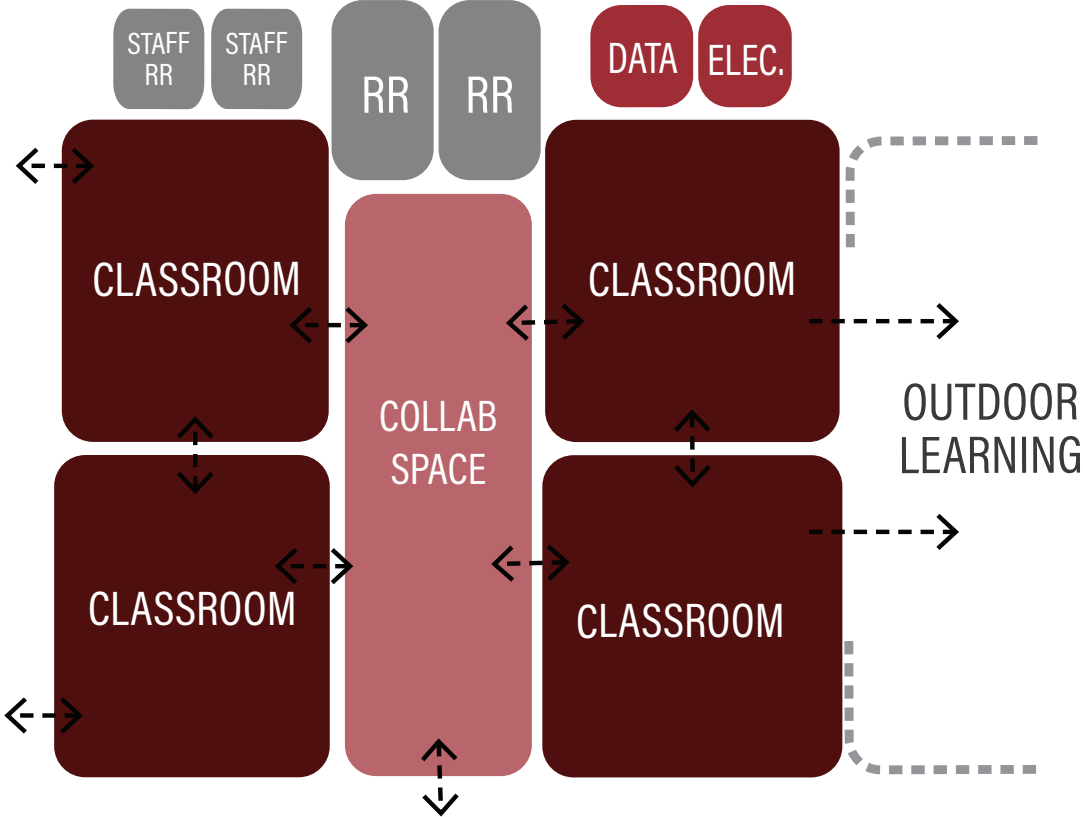 STAFF
RR
STAFF
RR
RR
RR
DATA
ELEC.
CLASSROOM
CLASSROOM
COLLAB
SPACE
OUTDOOR
LEARNING
CLASSROOM
CLASSROOM